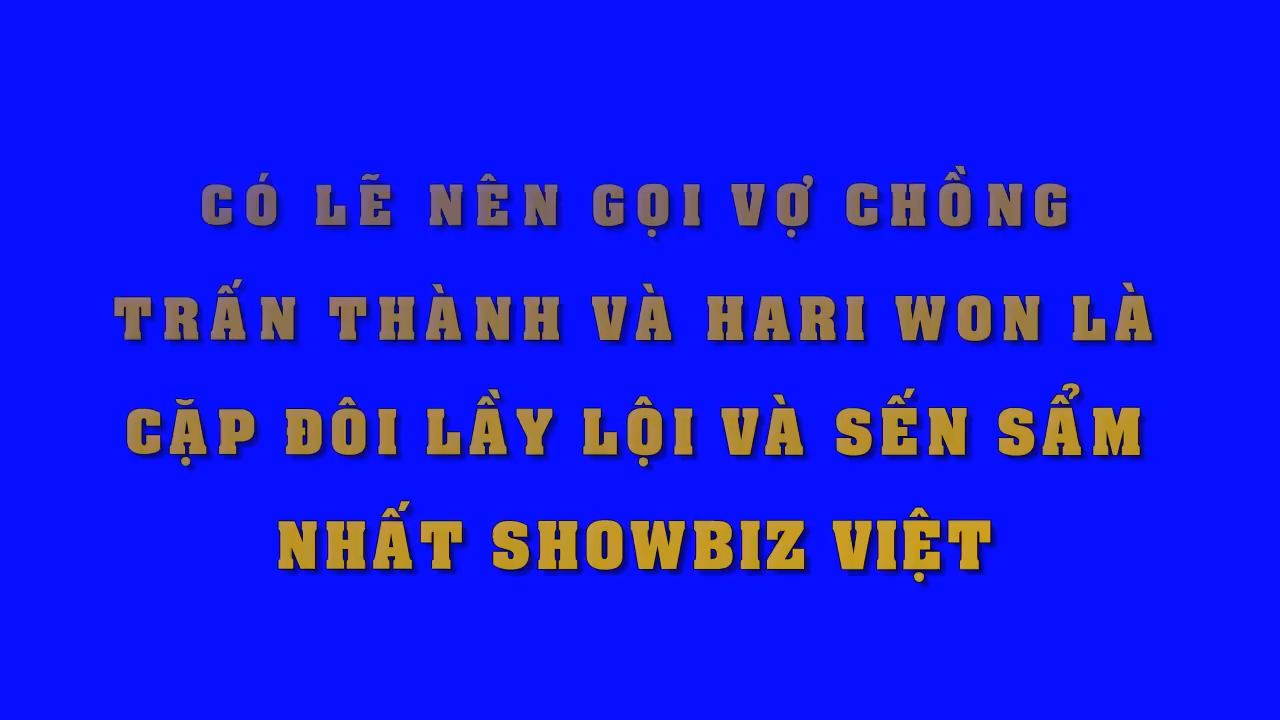 CÓ LẼ NÊN GỌI VỢ CHỒNG
TRẤN THÀNH VÀ HARI WON LÀ
CẶP ĐÔI LẦY LỘI VÀ SẾN SẨM
NHẤT SHOWBIZ VIỆT